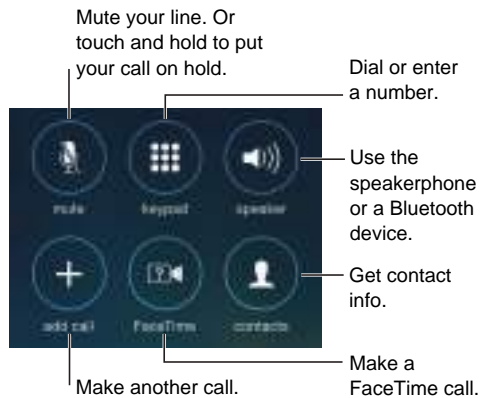 Mute your line. Or
touch and hold to put
your call on hold.
Dial or enter
a number.
mute
keypad
speaker
Use the
speakerphone
or a Bluetooth
device.
add call
FaceTime
contacts
Get contact
info.
Make another call.
Make a
FaceTime call.